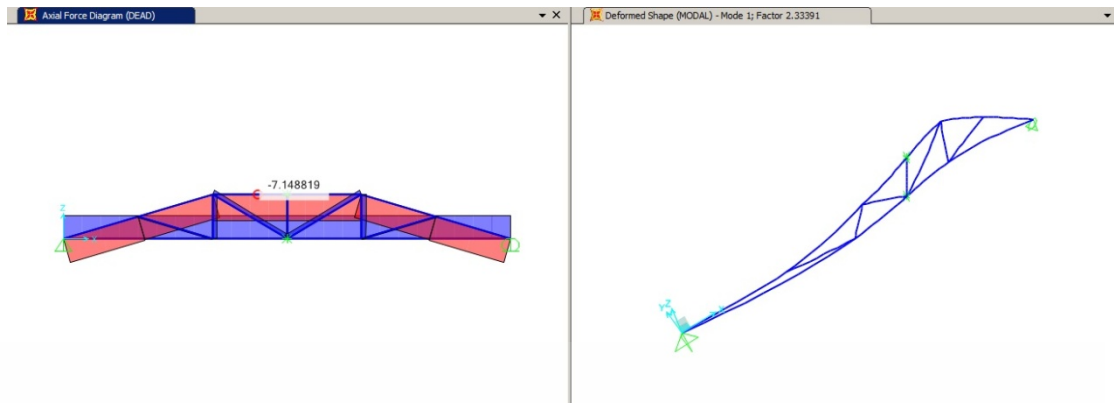 Axial Force Diagram (DEAD)
Deformed Shape (MODAL) - Mode 1; Factor 2.33391
-7.148819
Z